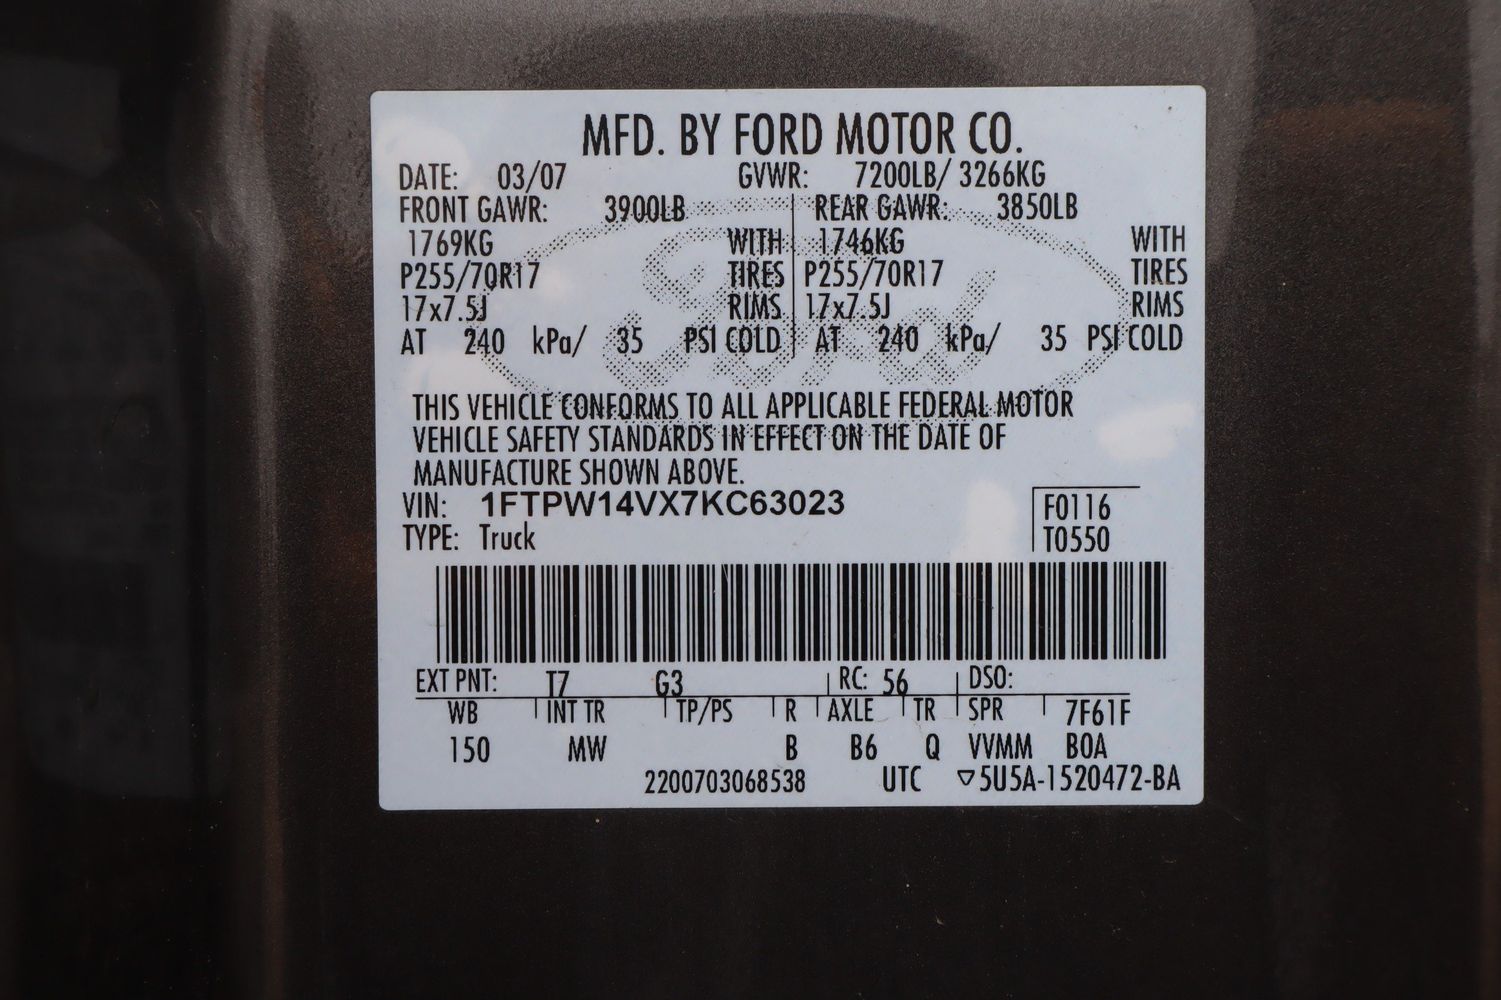 MFD. BY FORD MOTOR CO.
DATE: 03/07 GVWR: 7200LB/ 3266KG
FRONT GAWR: 3900LB REAR GAWR: 3850LB
1769KG WITH 1746KG WITH
P255/70R17 TIRES P255/70R17 TIRES
17x7.5J RIMS 17x7.5J RIMS
AT 240 kPa/ 35 PSI COLD AT 240 kPa/ 35 PSI COLD
Ford
THIS VEHICLE CONFORMS TO ALL APPLICABLE FEDERAL MOTOR
VEHICLE SAFETY STANDARDS IN EFFECT ON THE DATE OF
MANUFACTURE SHOWN ABOVE.
VIN: 1FTPW14VX7KC63023 F0116
TYPE: Truck T0550
EXT PNT: T7 G3 RC: 56 DSO:
WB INT TR TP/PS R AXLE TR SPR 7F61F
150 MW B B6 Q VVMM BOA
2200703068538 UTC ▽5U5A-1520472-BA